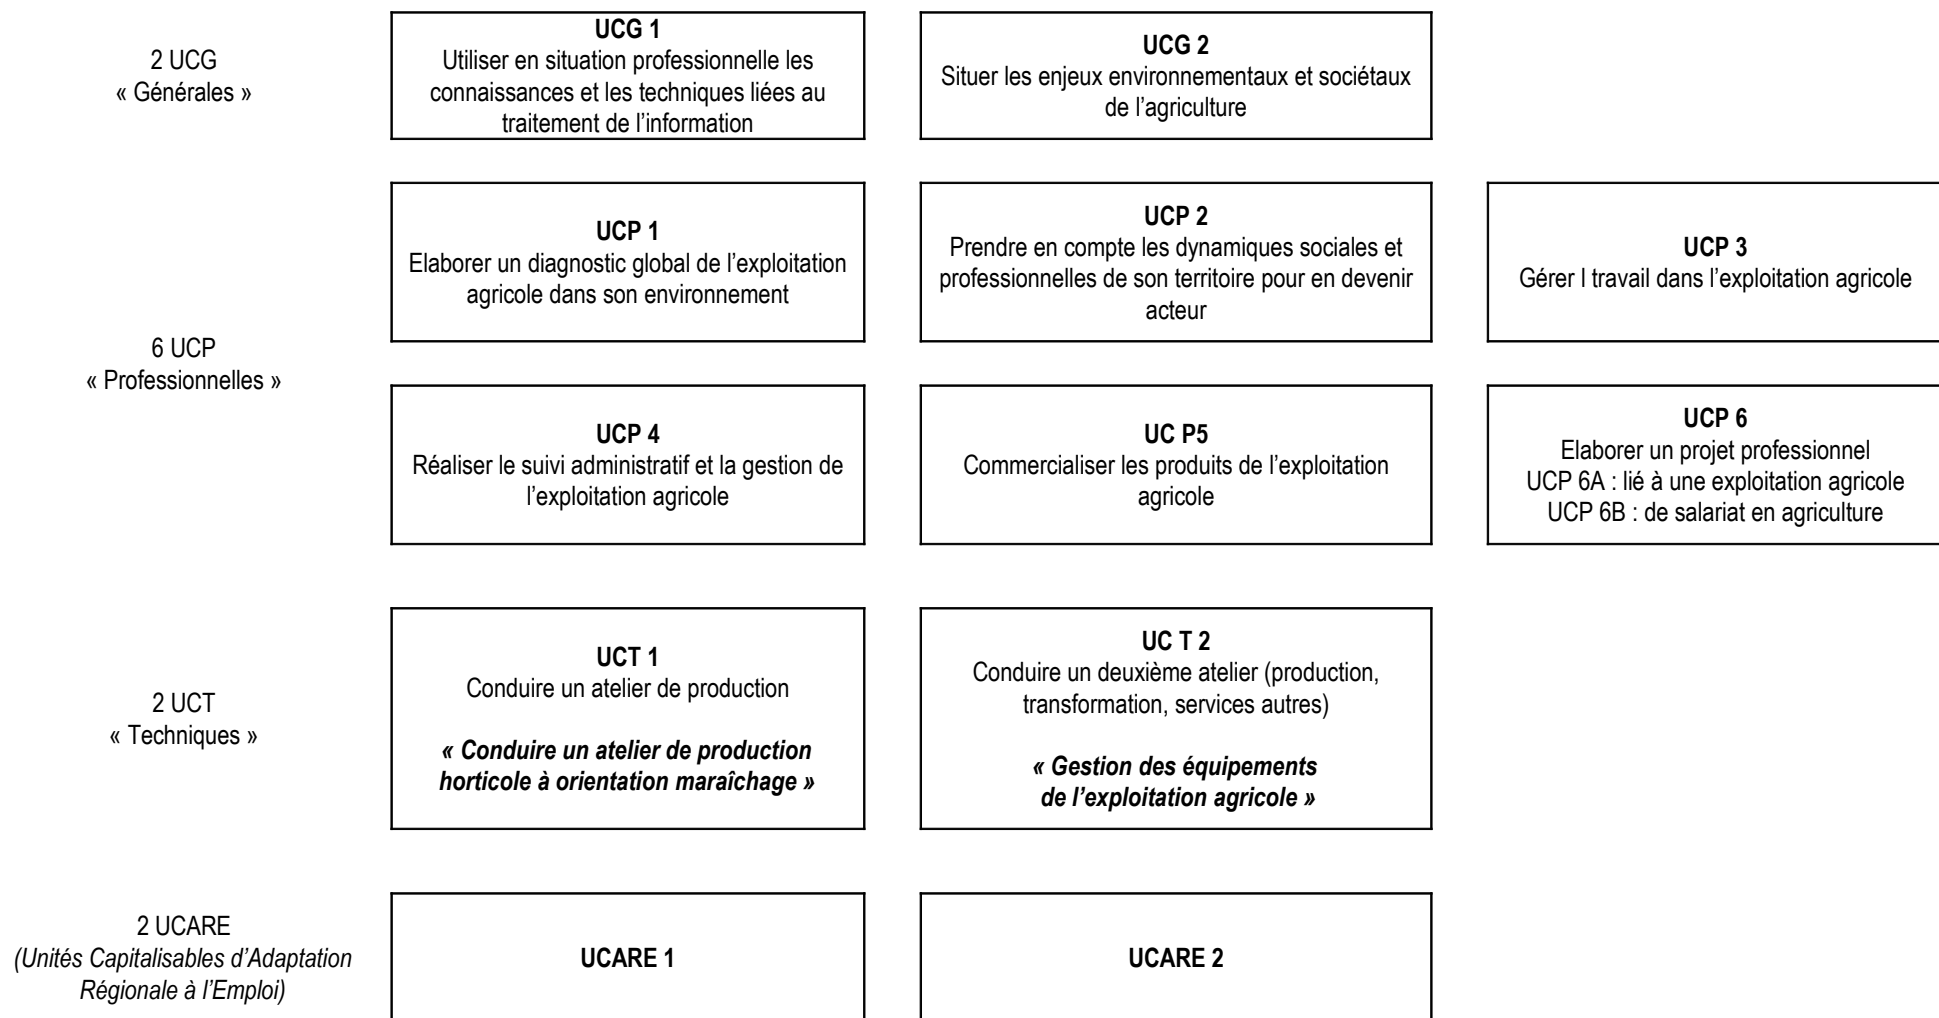 2 UCG
« Générales »
UCG 1
Utiliser en situation professionnelle les
connaissances et les techniques liées au
traitement de l’information
UCG 2
Situer les enjeux environnementaux et sociétaux
de l’agriculture
6 UCP
« Professionnelles »
UCP 1
Elaborer un diagnostic global de l’exploitation
agricole dans son environnement
UCP 2
Prendre en compte les dynamiques sociales et
professionnelles de son territoire pour en devenir
acteur
UCP 3
Gérer l travail dans l’exploitation agricole
UCP 4
Réaliser le suivi administratif et la gestion de
l’exploitation agricole
UC P5
Commercialiser les produits de l’exploitation
agricole
UCP 6
Elaborer un projet professionnel
UCP 6A : lié à une exploitation agricole
UCP 6B : de salariat en agriculture
2 UCT
« Techniques »
UCT 1
Conduire un atelier de production
« Conduire un atelier de production
horticole à orientation maraîchage »
UC T 2
Conduire un deuxième atelier (production,
transformation, services autres)
« Gestion des équipements
de l’exploitation agricole »
2 UCARE
(Unités Capitalisables d’Adaptation
Régionale à l’Emploi)
UCARE 1
UCARE 2